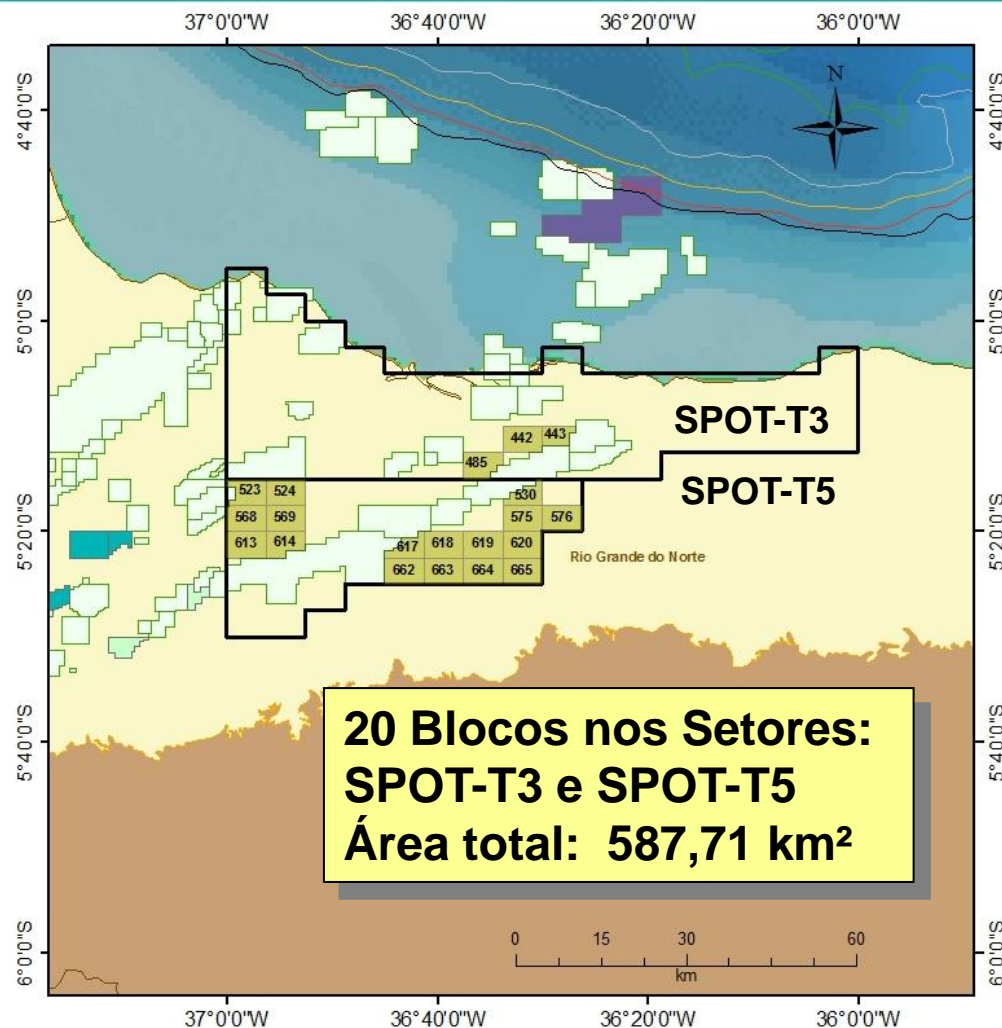 37°0'0"W 36°40'0"W 36°20'0"W 36°0'0"W
4°40'0"S 4°40'0"S
N
5°0'0"S 5°0'0"S
SPOT-T3
442 443
485
SPOT-T5
523 524 530
568 569 575 576
5°20'0"S 5°20'0"S
613 614 617 618 619 620
Rio Grande do Norte
662 663 664 665
20 Blocos nos Setores:
SPOT-T3 e SPOT-T5
Área total: 587,71 km²
5°40'0"S 5°40'0"S
0 15 30 60
km
6°0'0"S 6°0'0"S
37°0'0"W 36°40'0"W 36°20'0"W 36°0'0"W